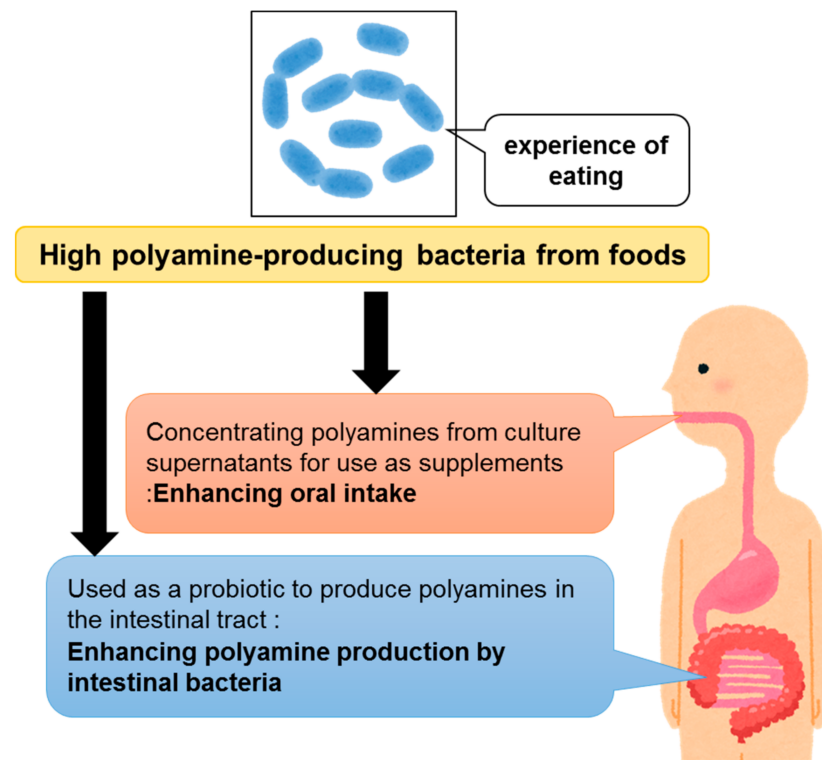 experience of
eating
High polyamine-producing bacteria from foods
Concentrating polyamines from culture
supernatants for use as supplements
:Enhancing oral intake
Used as a probiotic to produce polyamines in
the intestinal tract :
Enhancing polyamine production by
intestinal bacteria